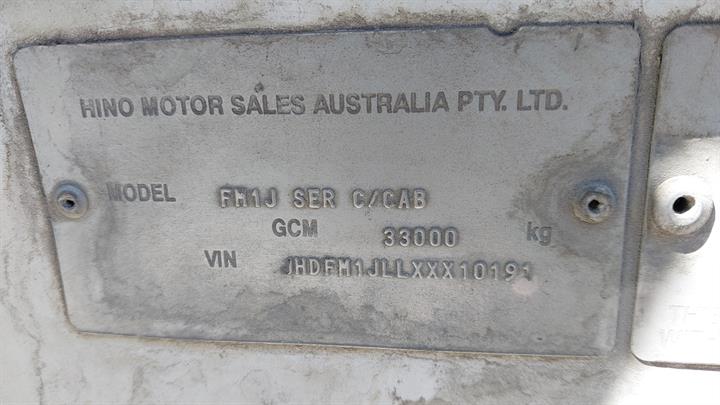 HINO MOTOR SALES AUSTRALIA PTY. LTD.
MODEL FM1J SER C/CAB
GCM 33000 kg
VIN JHDFM1JLLXXX10191